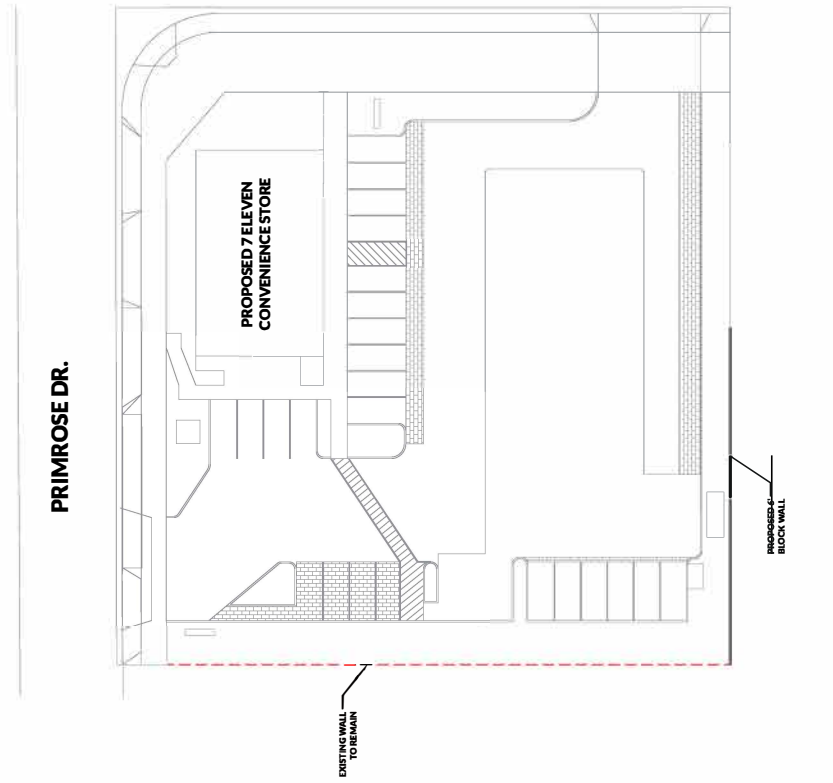 PRIMROSE DR.
PROPOSED 7 ELEVEN
CONVENIENCE STORE
EXISTING WALL
TO REMAIN
PROPOSED 6'
BLOCK WALL